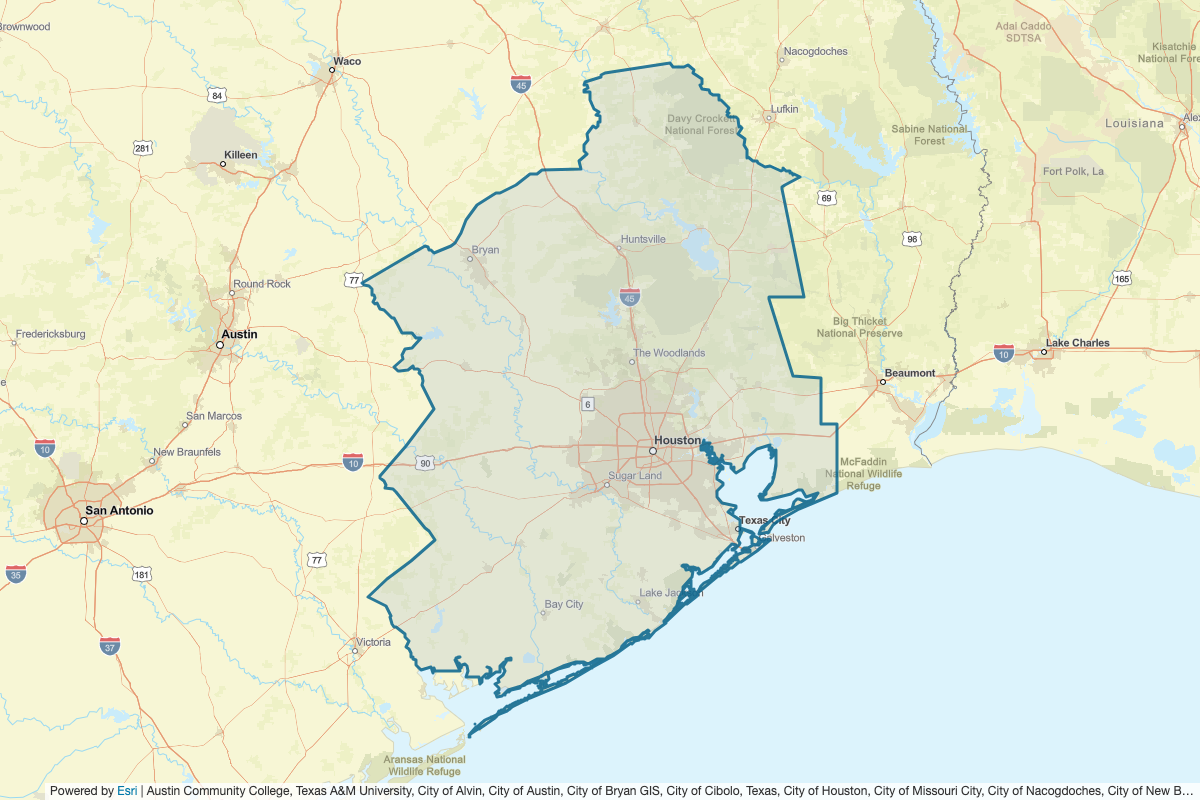 Brownwood
Waco
45
Nacogdoches
Adai Caddo
SDTSA
Kisatchie
National Fore
84
281
Killeen
Lufkin
Davy Crockett
National Forest
Sabine National
Forest
Louisiana
Alex
Fort Polk, La
69
96
Bryan
Huntsville
77
Round Rock
45
165
Fredericksburg
Austin
Big Thicket
National Preserve
The Woodlands
10
Lake Charles
Beaumont
San Marcos
6
Houston
10
New Braunfels
10
90
McFaddin
National Wildlife
Refuge
Sugar Land
San Antonio
Texas City
Galveston
35
181
77
Bay City
Lake Jackson
37
Victoria
Aransas National
Wildlife Refuge
Powered by Esri | Austin Community College, Texas A&M University, City of Alvin, City of Austin, City of Bryan GIS, City of Cibolo, Texas, City of Houston, City of Missouri City, City of Nacogdoches, City of New B…